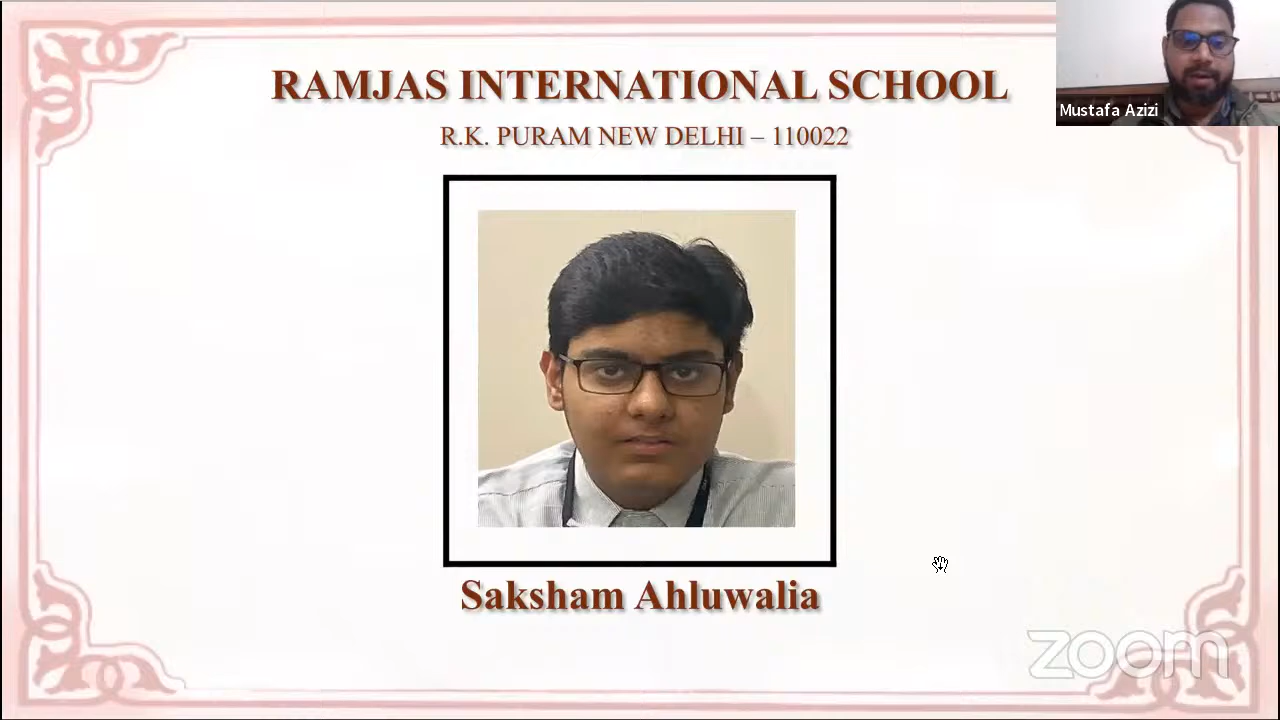 RAMJAS INTERNATIONAL SCHOOL
R.K. PURAM NEW DELHI – 110022
Mustafa Azizi
Saksham Ahluwalia
zoom